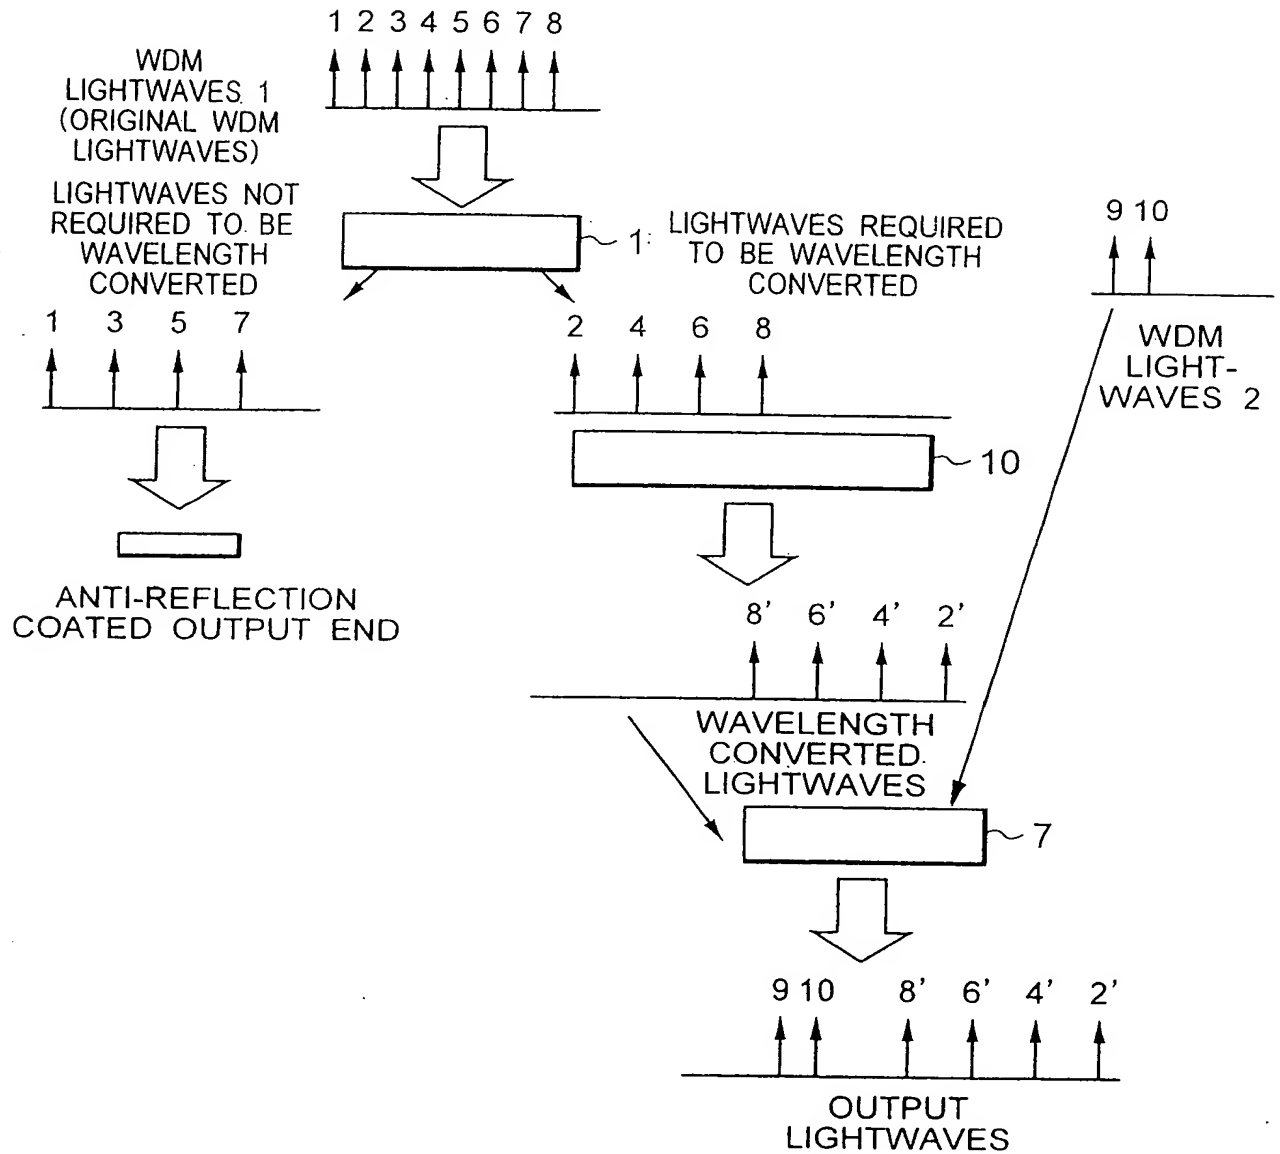 1 2 3 4 5 6 7 8
WDM
LIGHTWAVES 1
(ORIGINAL WDM
LIGHTWAVES)
LIGHTWAVES NOT
REQUIRED TO BE
WAVELENGTH
CONVERTED
1
LIGHTWAVES REQUIRED
TO BE WAVELENGTH
CONVERTED
9 10
WDM
LIGHT-
WAVES 2
1 3 5 7
2 4 6 8
10
ANTI-REFLECTION
COATED OUTPUT END
8' 6' 4' 2'
WAVELENGTH
CONVERTED
LIGHTWAVES
7
9 10 8' 6' 4' 2'
OUTPUT
LIGHTWAVES